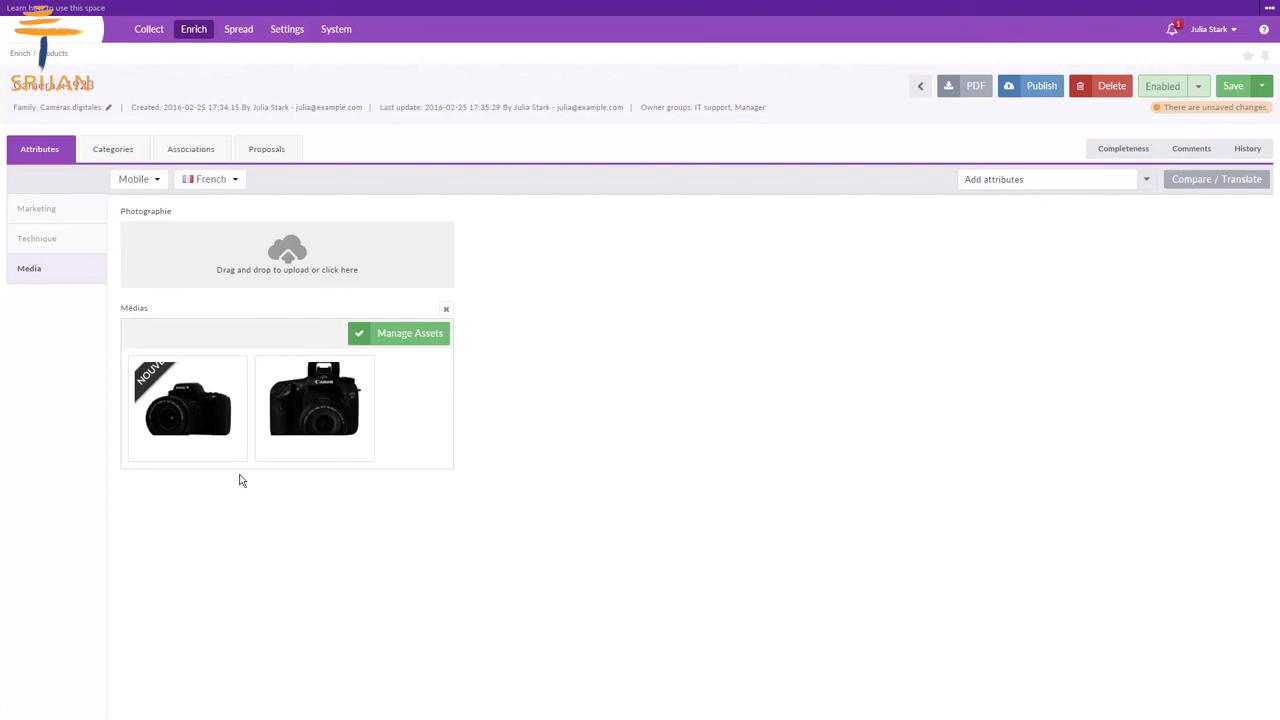 Learn how to use this space
Collect Enrich Spread Settings System 1 Julia Stark
Enrich / Products
SRIJAN
PDF Publish Delete Enabled Save
Family: Caméras digitales | Created: 2016-02-25 17:34:15 By Julia Stark - julia@example.com | Last update: 2016-02-25 17:35:29 By Julia Stark - julia@example.com | Owner groups: IT support, Manager
There are unsaved changes.
Attributes Categories Associations Proposals Completeness Comments History
Mobile French Add attributes Compare / Translate
Marketing
Technique
Media
Photographie
Drag and drop to upload or click here
Médias
Manage Assets
Canon